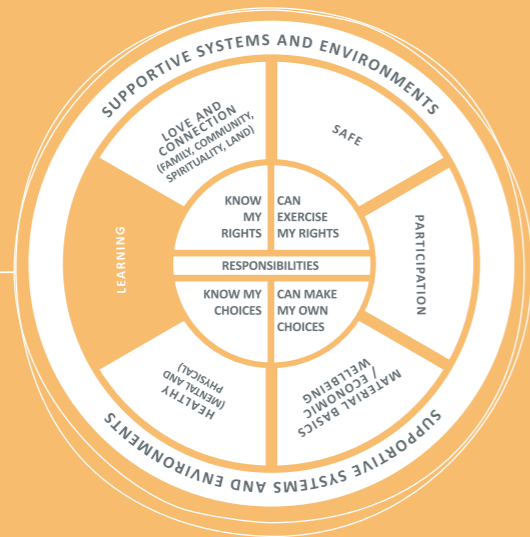 SUPPORTIVE SYSTEMS AND ENVIRONMENTS
LOVE AND
CONNECTION
(FAMILY, COMMUNITY,
SPIRITUALITY, LAND)
SAFE
KNOW
MY
RIGHTS
CAN
EXERCISE
MY RIGHTS
LEARNING
PARTICIPATION
RESPONSIBILITIES
KNOW MY
CHOICES
CAN MAKE
MY OWN
CHOICES
HEALTHY
(MENTAL AND
PHYSICAL)
MATERIAL BASICS
/ ECONOMIC
WELLBEING
SUPPORTIVE SYSTEMS AND ENVIRONMENTS